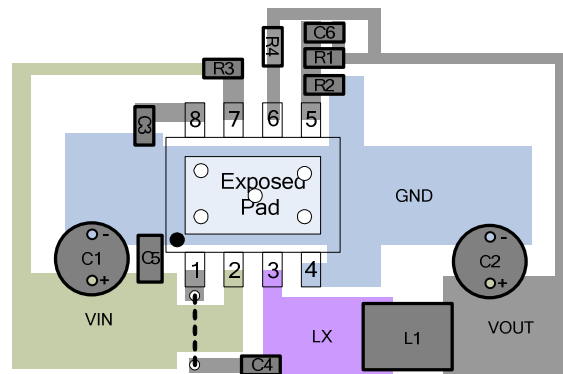 C6
R4
R1
R3
R2
8
7
6
5
C3
Exposed
Pad
GND
C1
-
+
C5
C2
-
+
1
2
3
4
VIN
LX
L1
VOUT
C4